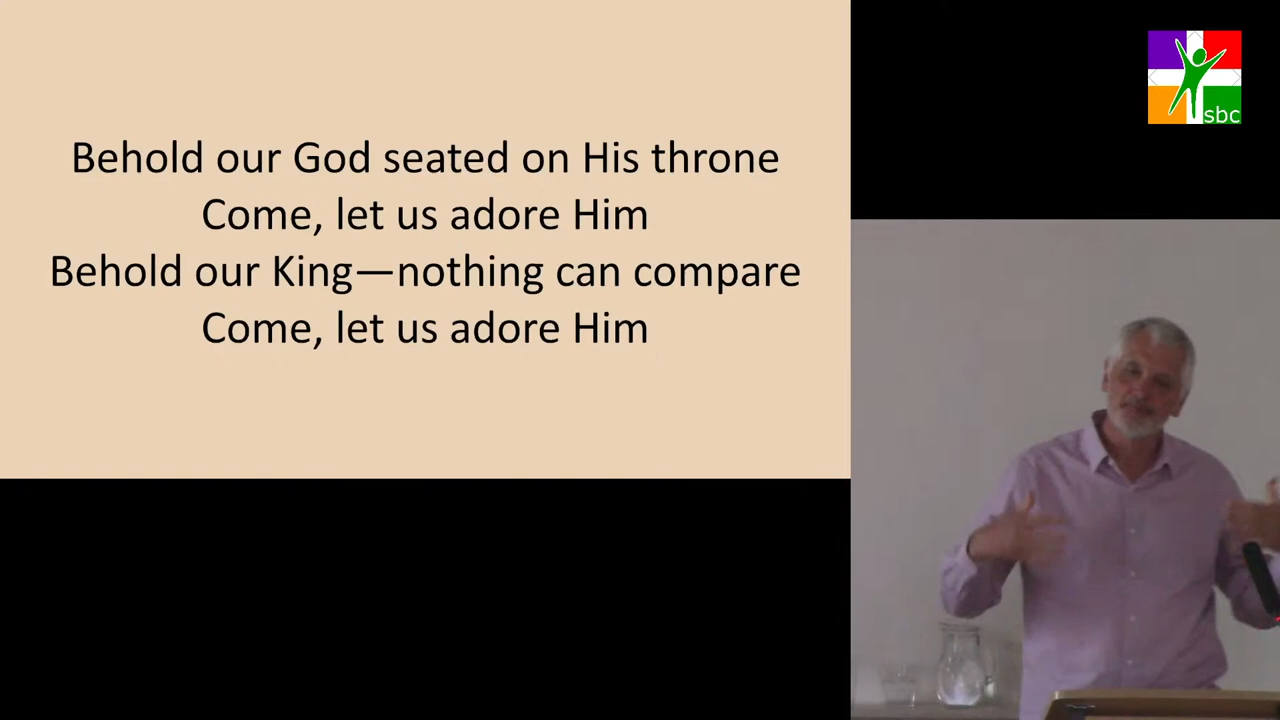 Behold our God seated on His throne
Come, let us adore Him
Behold our King—nothing can compare
Come, let us adore Him
sbc